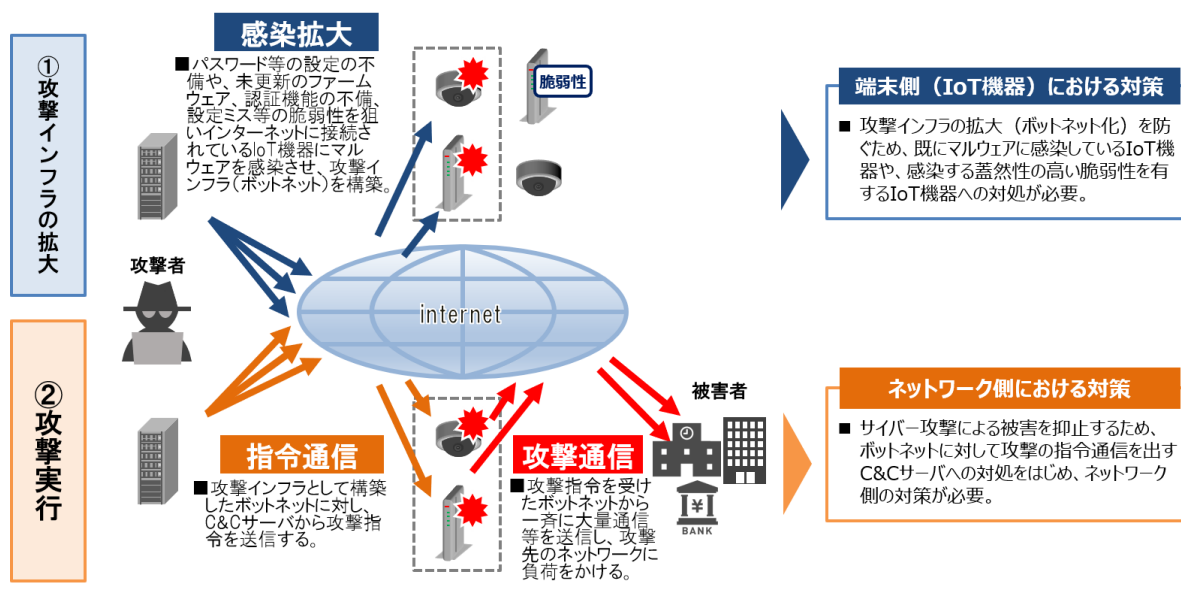 ①攻撃インフラの拡大
感染拡大
■パスワード等の設定の不
備や、未更新のファーム
ウェア、認証機能の不備、
設定ミス等の脆弱性を狙
いインターネットに接続さ
れているIoT機器にマル
ウェアを感染させ、攻撃イ
ンフラ（ボットネット）を構築。
脆弱性
端末側（IoT機器）における対策
■ 攻撃インフラの拡大（ボットネット化）を防
ぐため、既にマルウェアに感染しているIoT機
器や、感染する蓋然性の高い脆弱性を有
するIoT機器への対処が必要。
攻撃者
internet
②攻撃実行
指令通信
■攻撃インフラとして構築
したボットネットに対し、
C&Cサーバから攻撃指
令を送信する。
攻撃通信
■攻撃指令を受け
たボットネットから
一斉に大量通信
等を送信し、攻撃
先のネットワークに
負荷をかける。
被害者
¥
BANK
ネットワーク側における対策
■ サイバー攻撃による被害を抑止するため、
ボットネットに対して攻撃の指令通信を出す
C&Cサーバへの対処をはじめ、ネットワーク
側の対策が必要。